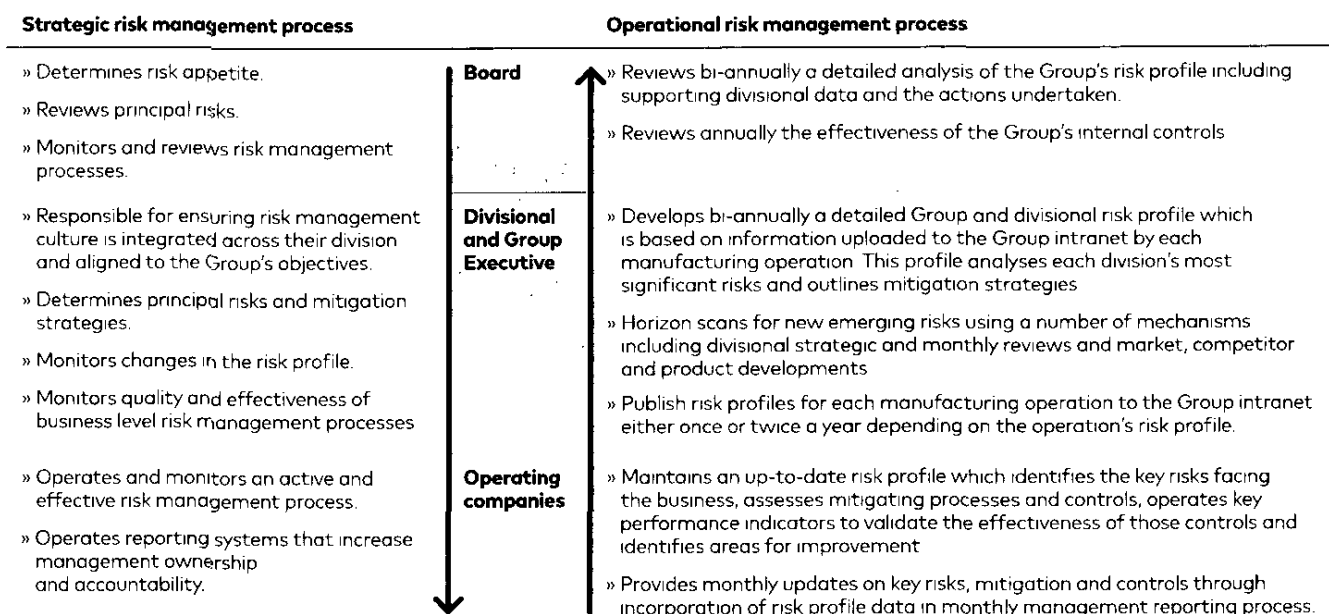 Strategic risk management process
Operational risk management process
» Determines risk appetite.
» Reviews principal risks.
» Monitors and reviews risk management
processes.
Board
» Reviews bi-annually a detailed analysis of the Group's risk profile including
supporting divisional data and the actions undertaken.
» Reviews annually the effectiveness of the Group's internal controls
» Responsible for ensuring risk management
culture is integrated across their division
and aligned to the Group's objectives.
» Determines principal risks and mitigation
strategies.
» Monitors changes in the risk profile.
» Monitors quality and effectiveness of
business level risk management processes
Divisional
and Group
Executive
» Develops bi-annually a detailed Group and divisional risk profile which
is based on information uploaded to the Group intranet by each
manufacturing operation This profile analyses each division's most
significant risks and outlines mitigation strategies
» Horizon scans for new emerging risks using a number of mechanisms
including divisional strategic and monthly reviews and market, competitor
and product developments
» Publish risk profiles for each manufacturing operation to the Group intranet
either once or twice a year depending on the operation's risk profile.
» Operates and monitors an active and
effective risk management process.
» Operates reporting systems that increase
management ownership
and accountability.
Operating
companies
» Maintains an up-to-date risk profile which identifies the key risks facing
the business, assesses mitigating processes and controls, operates key
performance indicators to validate the effectiveness of those controls and
identifies areas for improvement
» Provides monthly updates on key risks, mitigation and controls through
incorporation of risk profile data in monthly management reporting process.